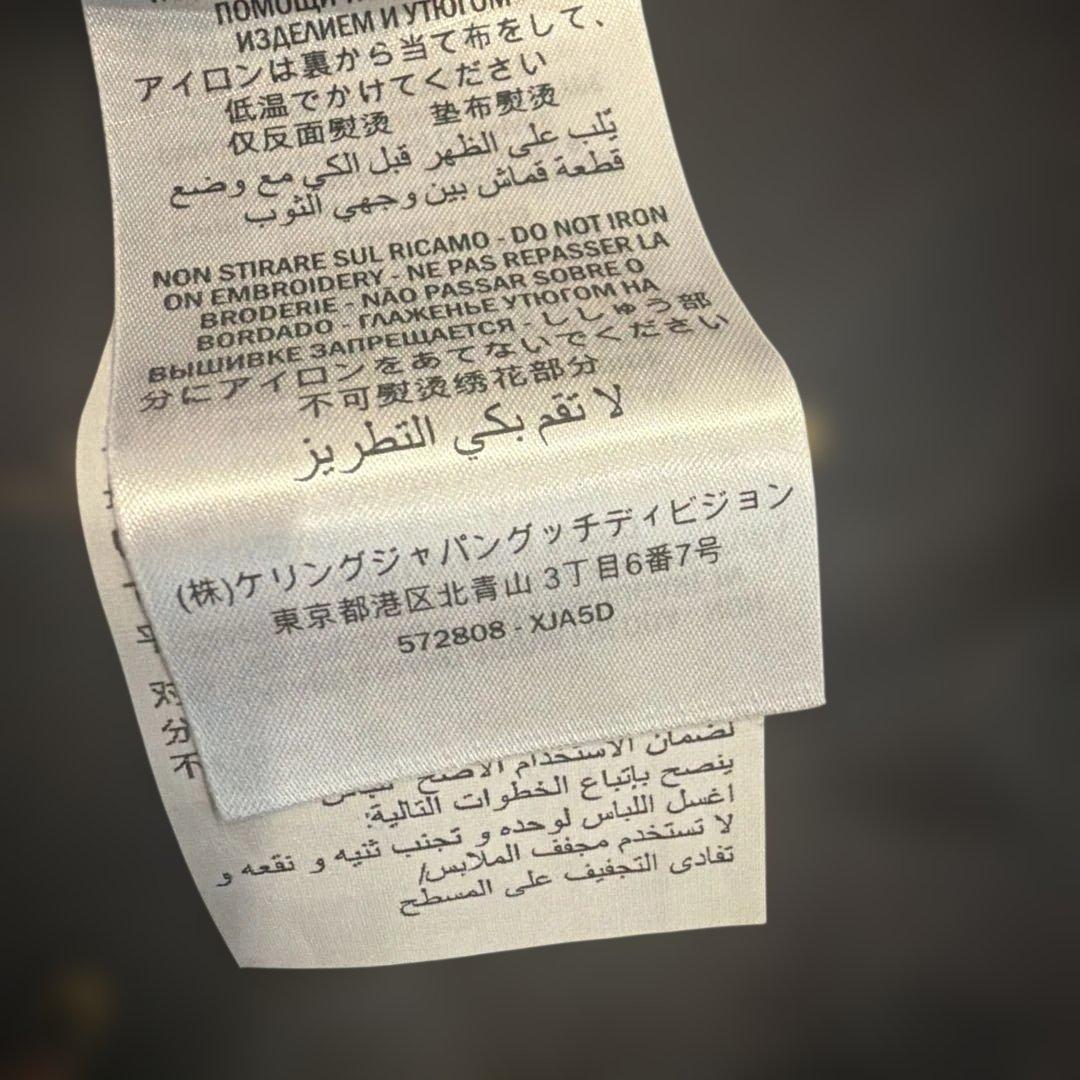 ПОМОЩИ
ИЗДЕЛИЕМ И УТЮГОМ
アイロンは裏から当て布をして、
低温でかけてください
仅反面熨烫 垫布熨烫
يّلب على الظهر قبل الكي مع وضع
قطعة قماش بين وجهي الثوب
NON STIRARE SUL RICAMO - DO NOT IRON
ON EMBROIDERY - NE PAS REPASSER LA
BRODERIE - NÃO PASSAR SOBRE O
BORDADO - ГЛАЖЕНЬЕ УТЮГОМ НА
ВЫШИВКЕ ЗАПРЕЩАЕТСЯ - ししゅう部
分にアイロンをあてないでください
不可熨烫绣花部分
لا تقم بكي التطريز
(株)ケリングジャパングッチディビジョン
東京都港区北青山 3丁目6番7号
572808 - XJA5D
对
分
不
لضمان الاستخدام الأصح
ينصح بإتباع الخطوات التالية:
اغسل اللباس لوحده و تجنب ثنيه و نقعه و
لا تستخدم مجفف الملابس/
تفادى التجفيف على المسطح